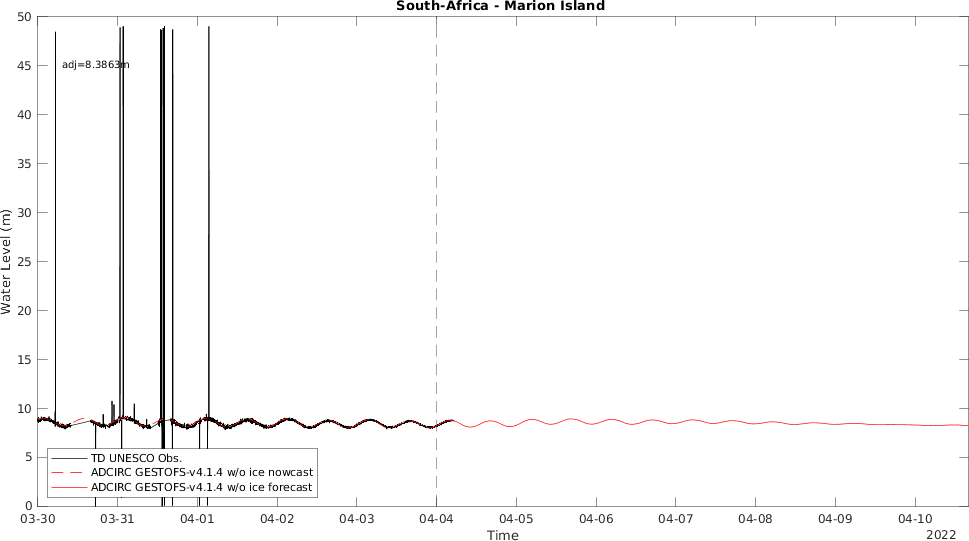 South-Africa - Marion Island
50
45
40
35
30
25
20
15
10
5
0
Water Level (m)
adj=8.3863m
TD UNESCO Obs.
ADCIRC GESTOFS-v4.1.4 w/o ice nowcast
ADCIRC GESTOFS-v4.1.4 w/o ice forecast
03-30 03-31 04-01 04-02 04-03 04-04 04-05 04-06 04-07 04-08 04-09 04-10
Time
2022